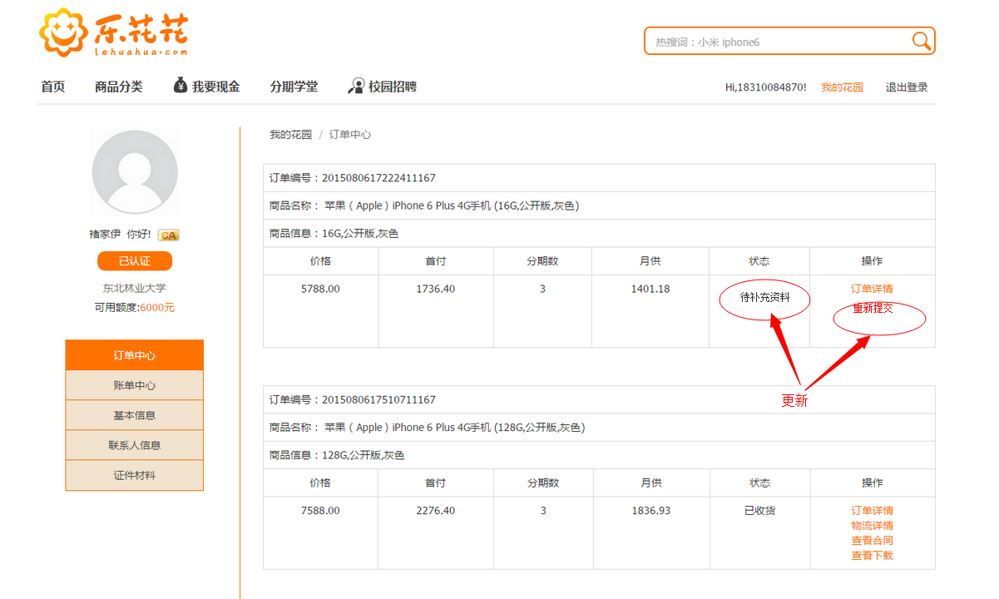 乐花花
lehuahua.com
热搜词：小米 iphone6
首页 商品分类 我要现金 分期学堂 校园招聘 Hi,18310084870! 我的花园 退出登录
我的花园 / 订单中心
褚家伊 你好! CA
已认证
东北林业大学
可用额度:6000元
订单中心
账单中心
基本信息
联系人信息
证件材料
订单编号：2015080617222411167
商品名称： 苹果（Apple）iPhone 6 Plus 4G手机 (16G,公开版,灰色)
商品信息：16G,公开版,灰色
价格 首付 分期数 月供 状态 操作
5788.00 1736.40 3 1401.18 待补充资料 订单详情
重新提交
更新
订单编号：2015080617510711167
商品名称： 苹果（Apple）iPhone 6 Plus 4G手机 (128G,公开版,灰色)
商品信息：128G,公开版,灰色
价格 首付 分期数 月供 状态 操作
7588.00 2276.40 3 1836.93 已收货 订单详情
物流详情
查看合同
查看下载